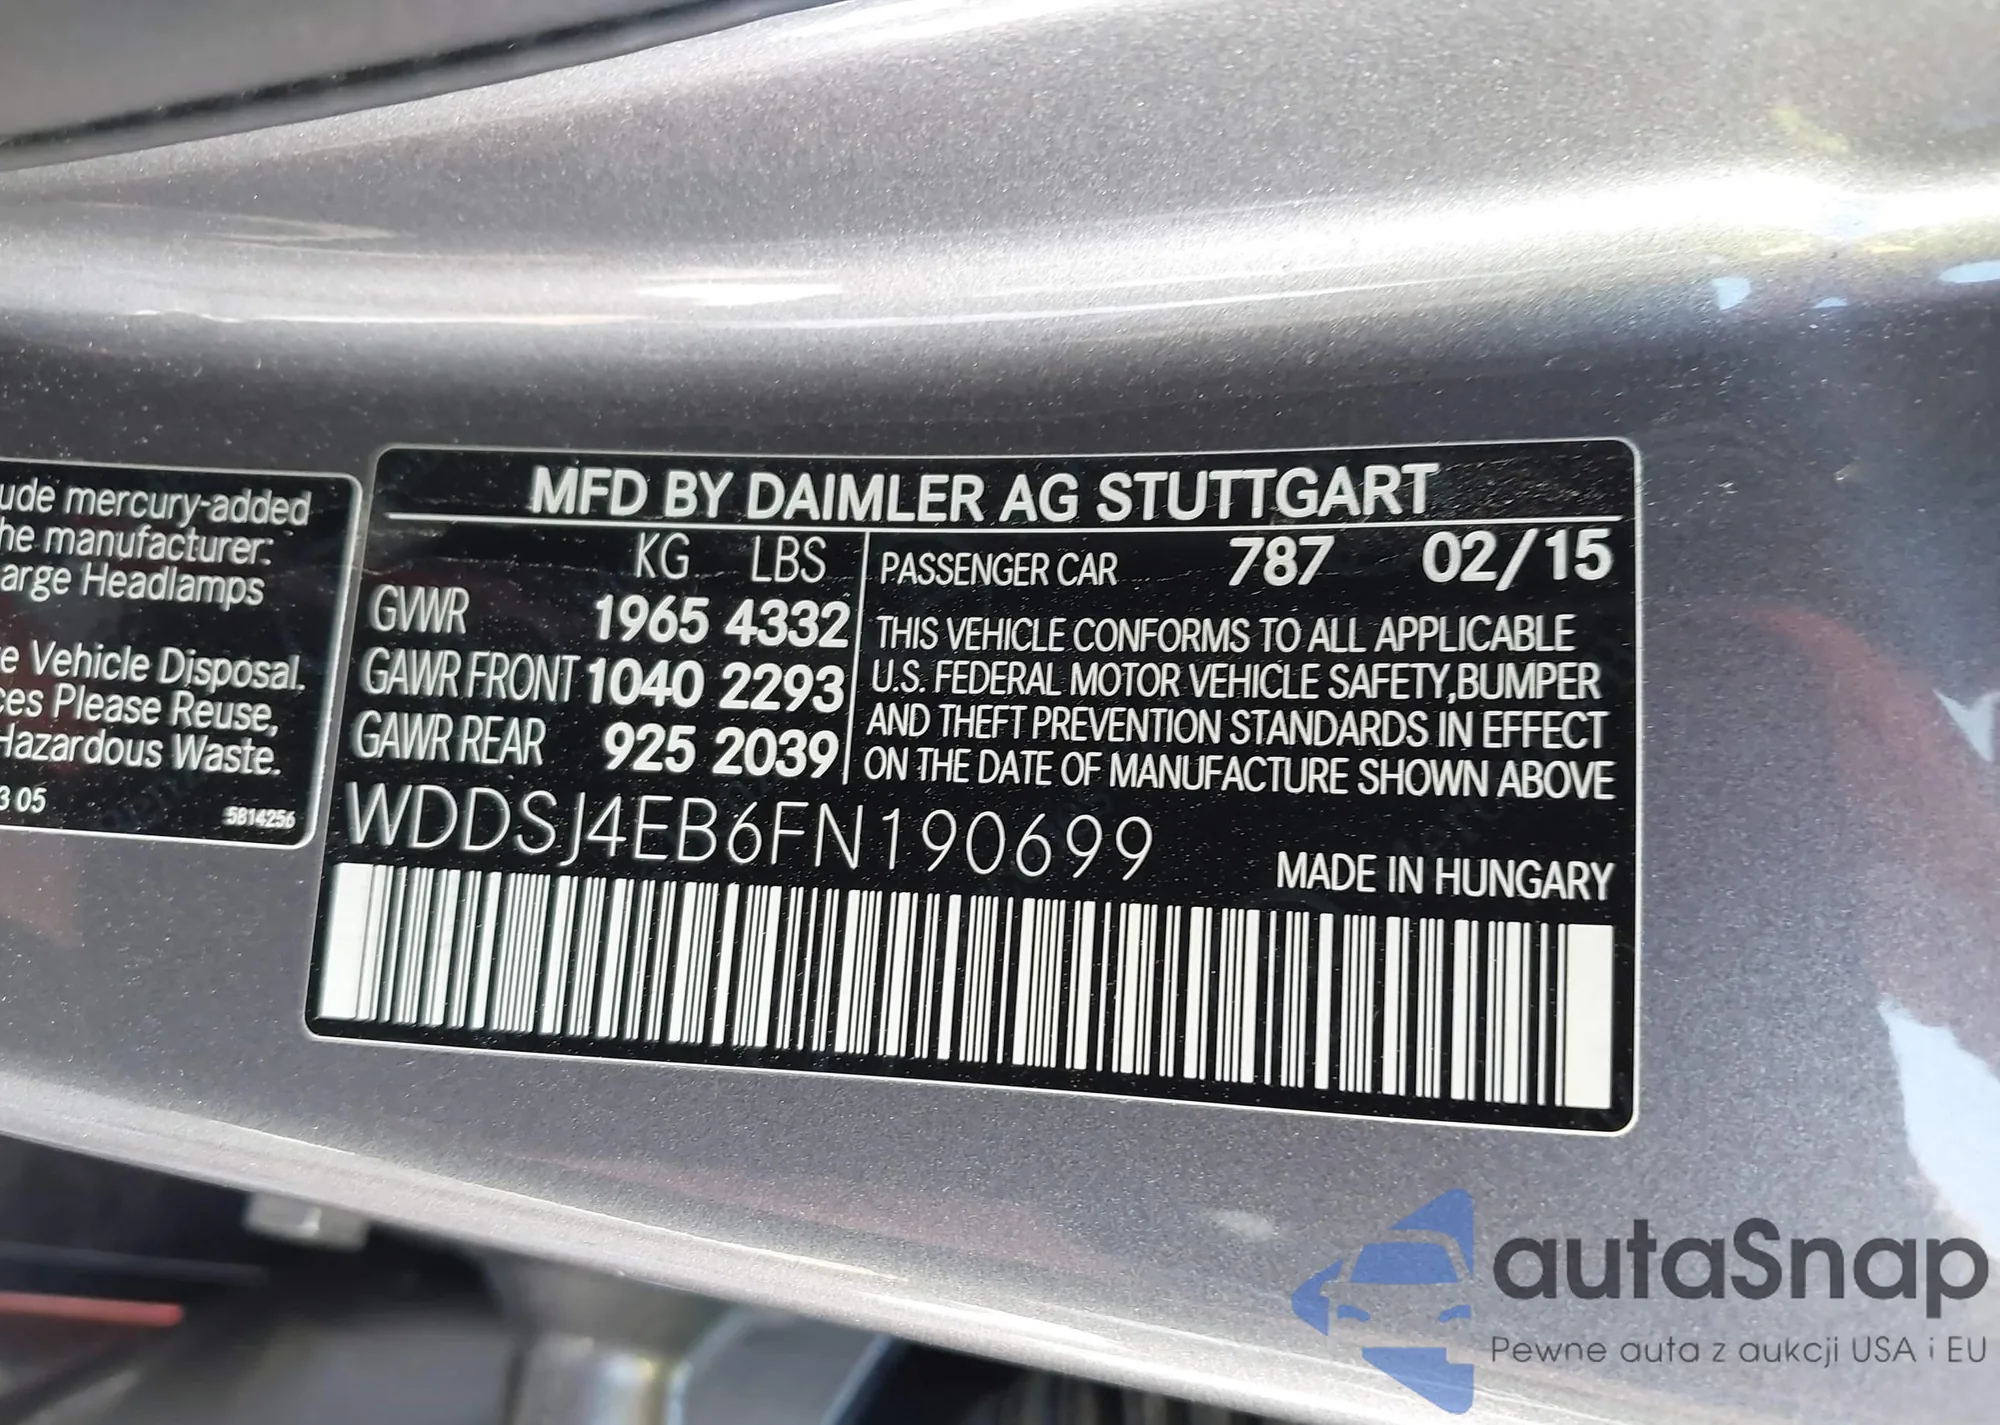 ude mercury-added
he manufacturer:
arge Headlamps
e Vehicle Disposal.
ces Please Reuse,
Hazardous Waste.
3 05
5814256
MFD BY DAIMLER AG STUTTGART
KG LBS
GVWR 1965 4332
GAWR FRONT 1040 2293
GAWR REAR 925 2039
PASSENGER CAR 787 02/15
THIS VEHICLE CONFORMS TO ALL APPLICABLE
U.S. FEDERAL MOTOR VEHICLE SAFETY,BUMPER
AND THEFT PREVENTION STANDARDS IN EFFECT
ON THE DATE OF MANUFACTURE SHOWN ABOVE
WDDSJ4EB6FN190699
MADE IN HUNGARY
autaSnap
Pewne auta z aukcji USA i EU